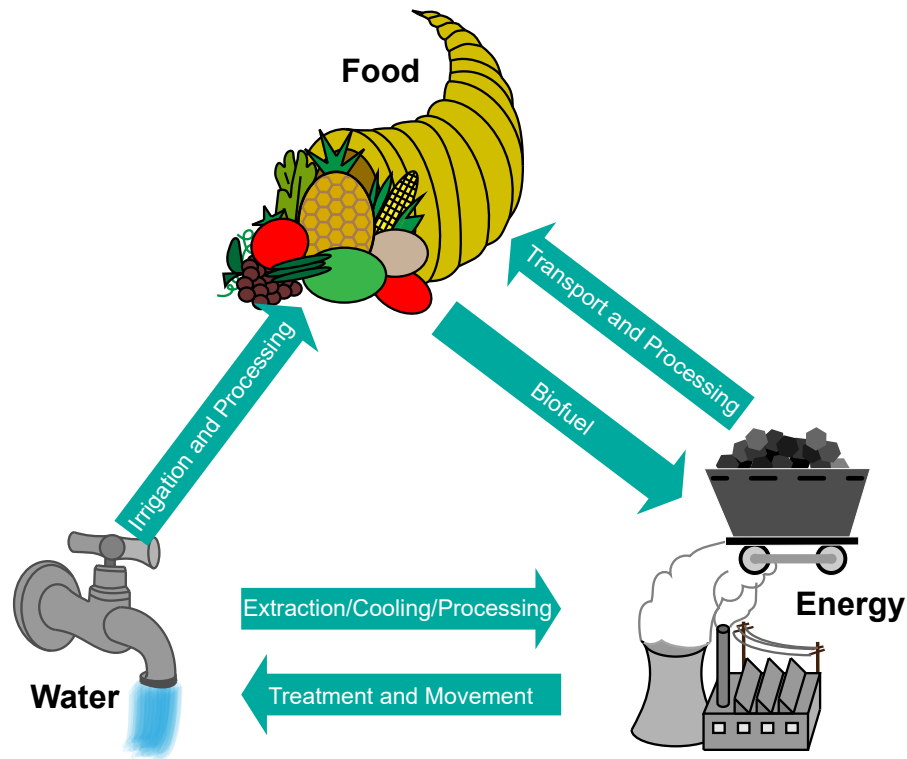 Food
Transport and Processing
Irrigation and Processing
Biofuel
Extraction/Cooling/Processing
Energy
Water
Treatment and Movement